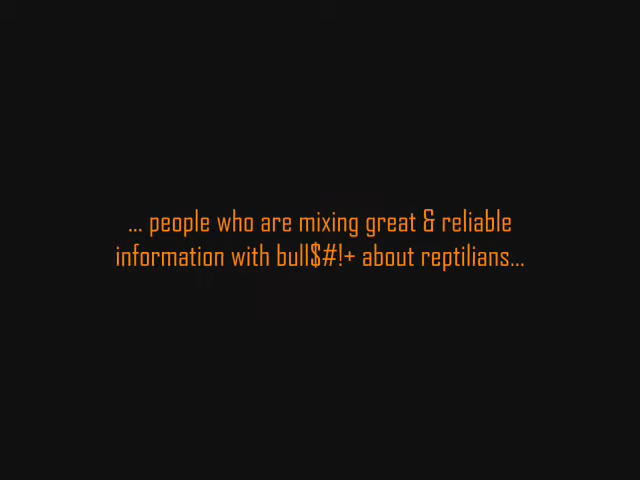 ... people who are mixing great & reliable
information with bull$#!+ about reptilians...